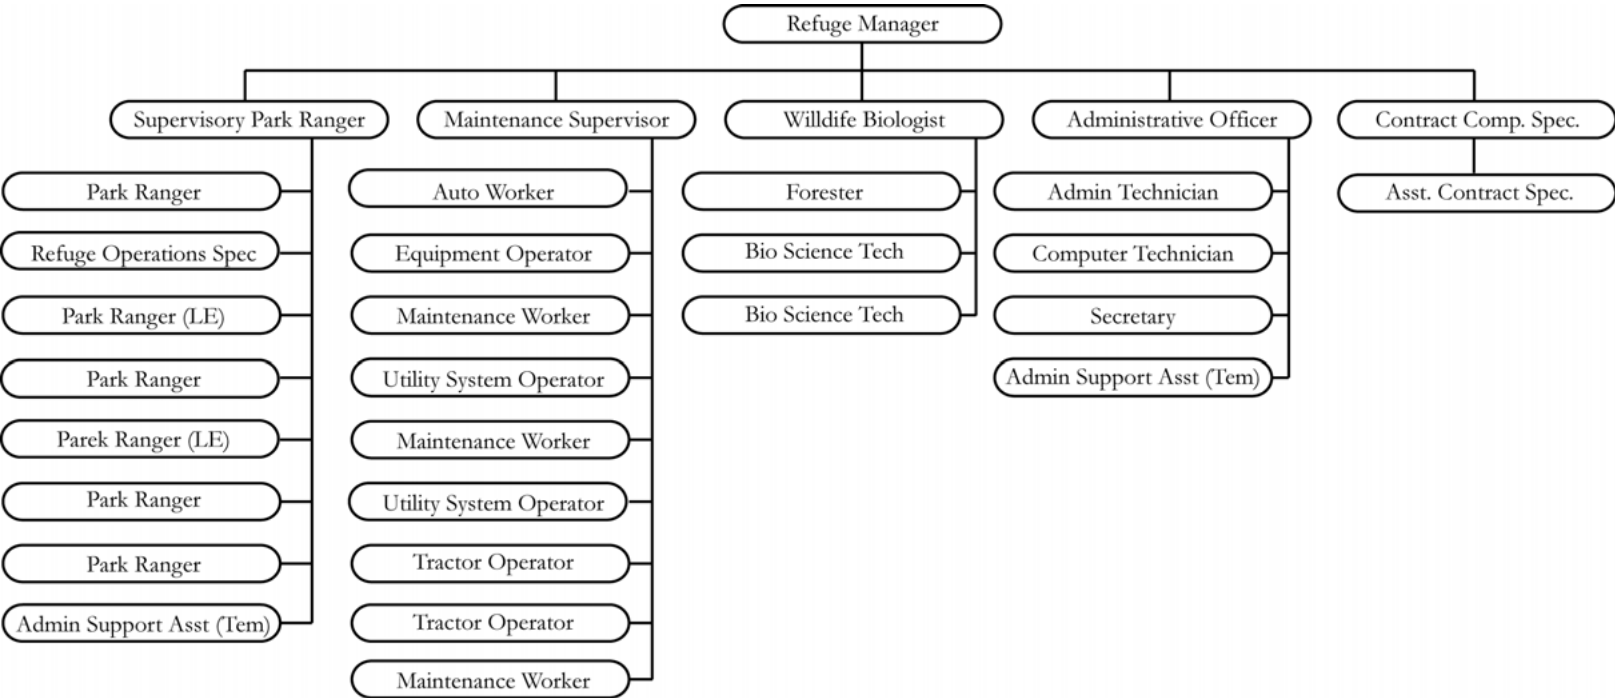 Refuge Manager
Supervisory Park Ranger
Maintenance Supervisor
Willdife Biologist
Administrative Officer
Contract Comp. Spec.
Park Ranger
Refuge Operations Spec
Park Ranger (LE)
Park Ranger
Parek Ranger (LE)
Park Ranger
Park Ranger
Admin Support Asst (Tem)
Auto Worker
Equipment Operator
Maintenance Worker
Utility System Operator
Maintenance Worker
Utility System Operator
Tractor Operator
Tractor Operator
Maintenance Worker
Forester
Bio Science Tech
Bio Science Tech
Admin Technician
Computer Technician
Secretary
Admin Support Asst (Tem)
Asst. Contract Spec.